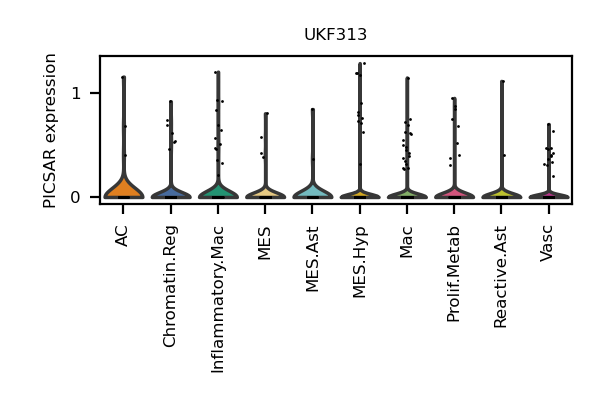 UKF313
PICSAR expression
1
0
AC
Chromatin.Reg
Inflammatory.Mac
MES
MES.Ast
MES.Hyp
Mac
Prolif.Metab
Reactive.Ast
Vasc